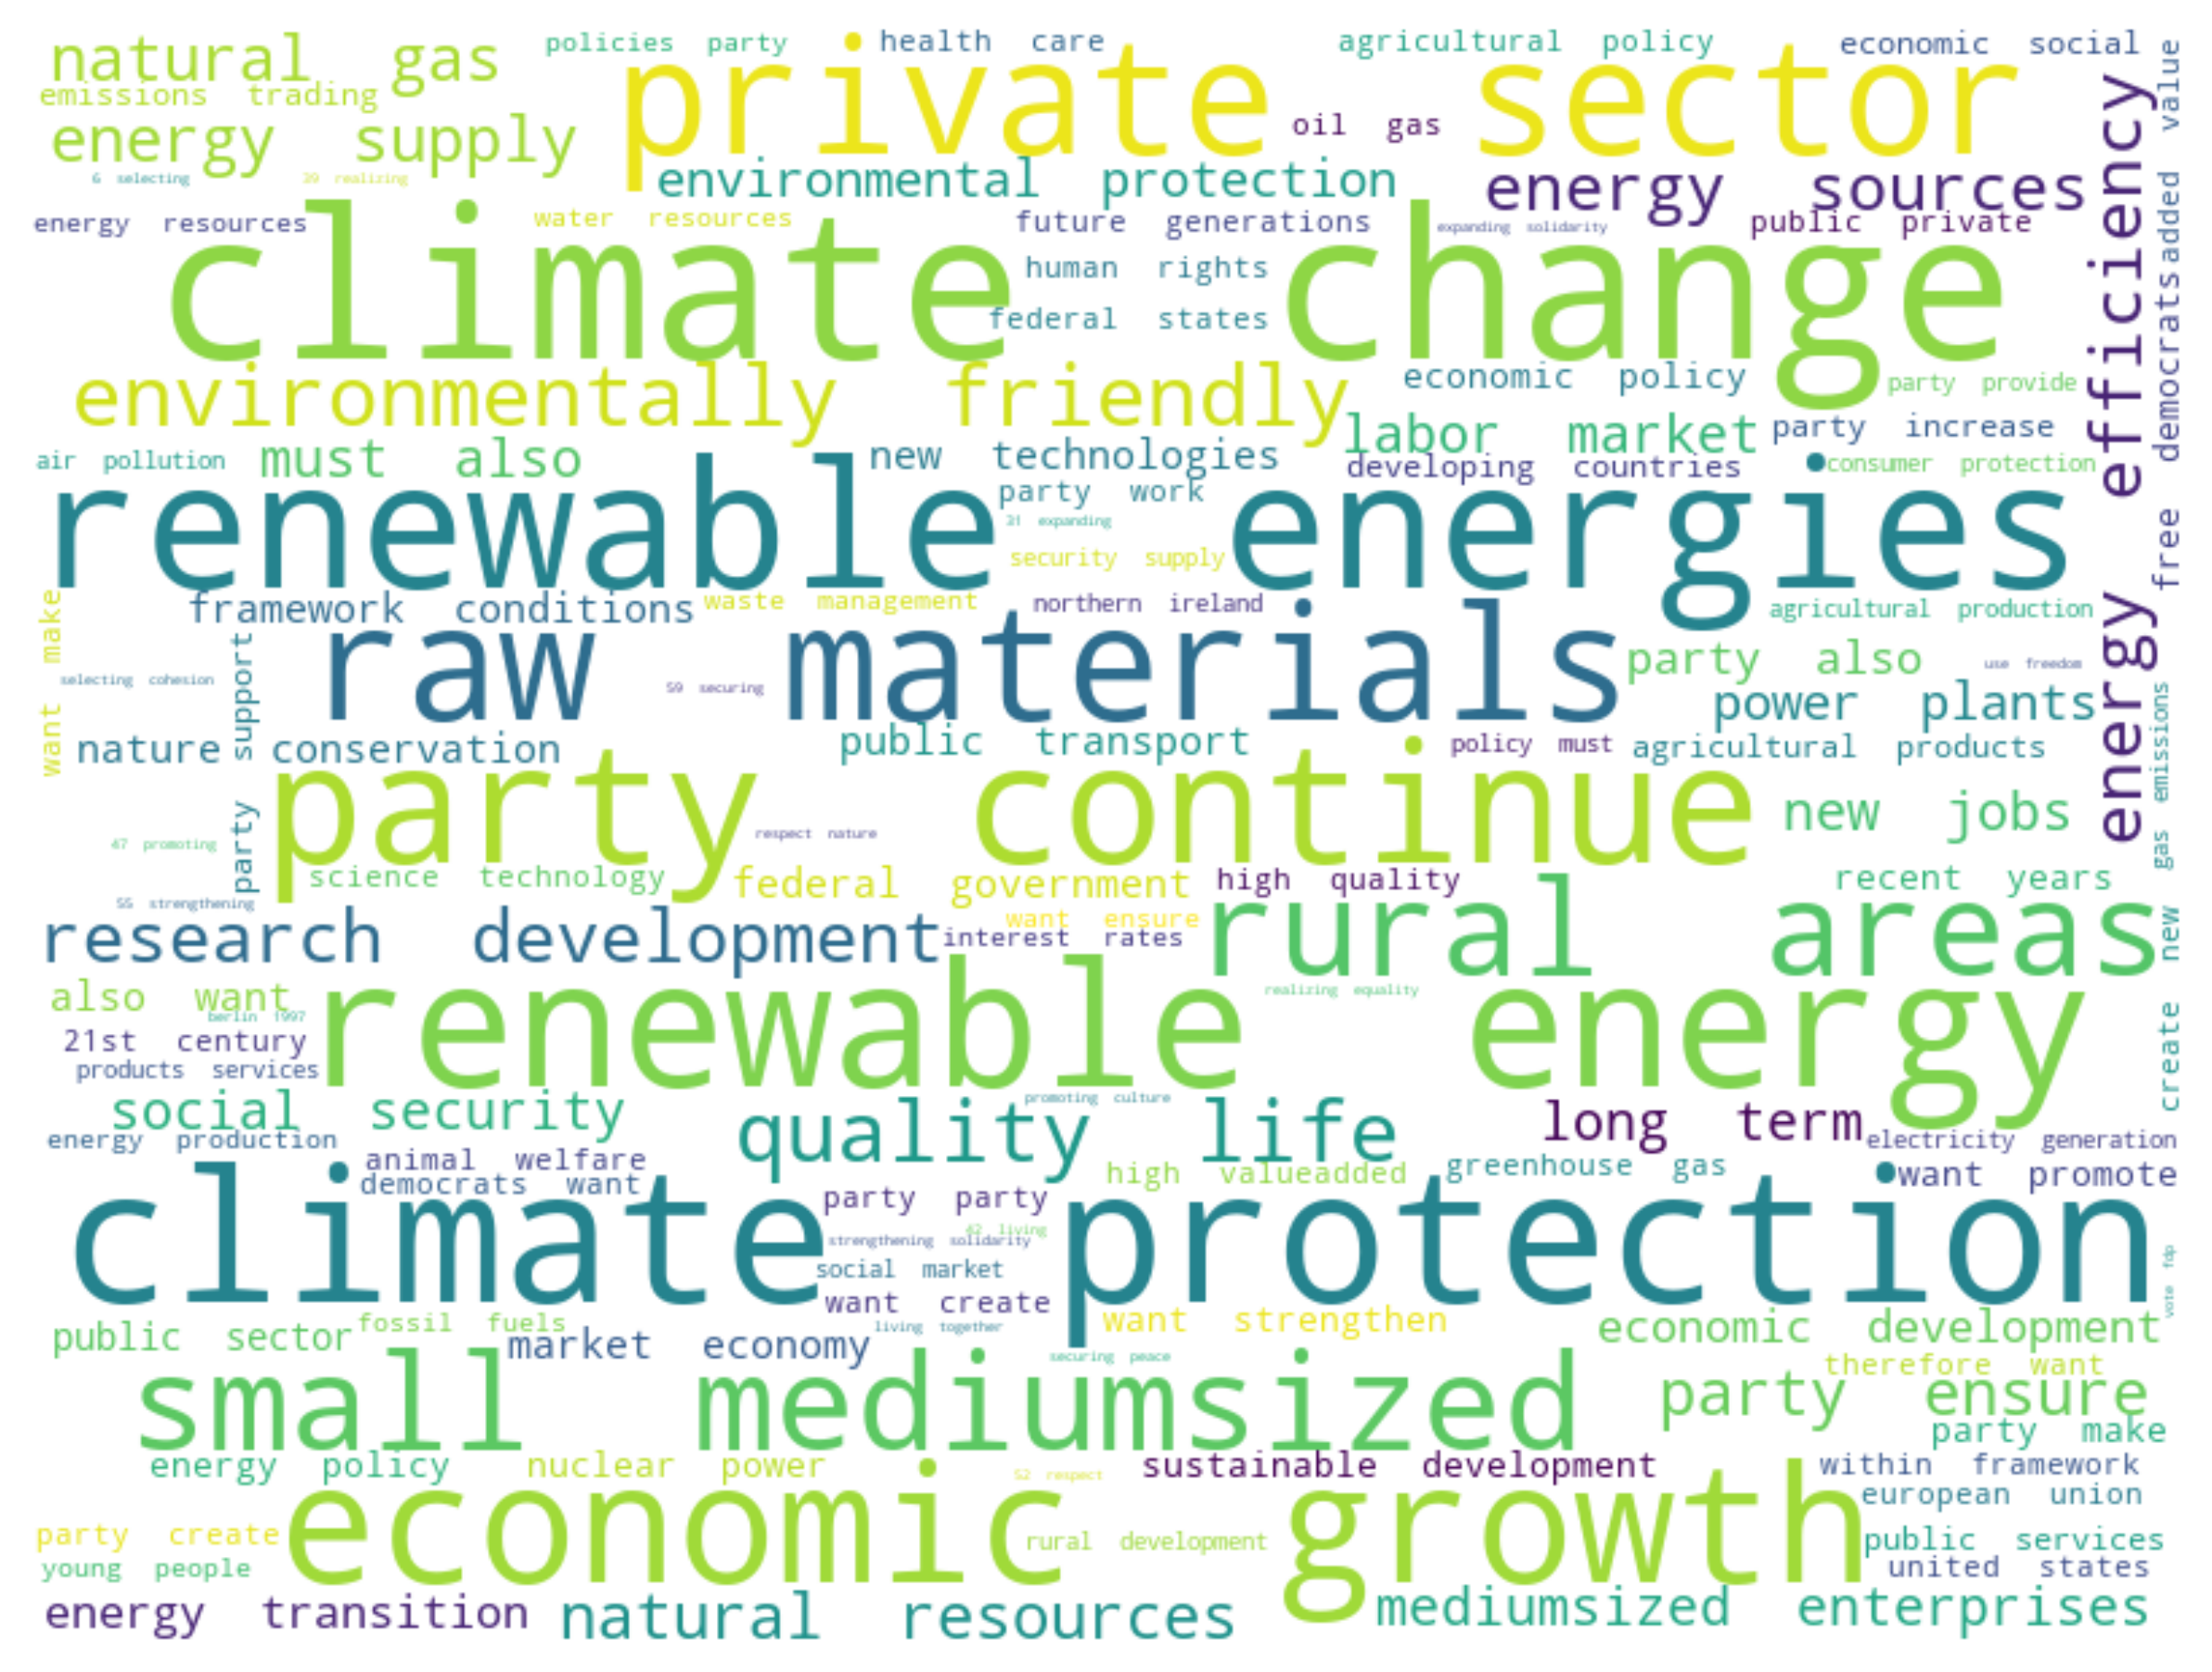 natural gas
policies party
health care
agricultural policy
economic social
emissions trading
private sector
oil gas
energy supply
6 selecting
39 realizing
environmental protection
energy sources
energy resources
water resources
future generations
expanding solidarity
public private
climate change
human rights
federal states
environmentally friendly
economic policy
party provide
labor market
party increase
air pollution
must also
new technologies
developing countries
consumer protection
renewable energies
party work
31 expanding
security supply
framework conditions
waste management
northern ireland
agricultural production
raw materials
party also
use freedom
selecting cohesion
59 securing
power plants
nature conservation
public transport
policy must
agricultural products
party continue
new jobs
47 promoting
respect nature
science technology
federal government
high quality
recent years
55 strengthening
want ensure
rural areas
research development
interest rates
also want
berlin 1997
renewable energy
realizing equality
21st century
products services
social security
promoting culture
quality life
long term
energy production
electricity generation
animal welfare
high valueadded
greenhouse gas
want promote
democrats want
climate protection
party party
42 living
strengthening solidarity
social market
want create
public sector
fossil fuels
living together
want strengthen
economic development
market economy
securing peace
therefore want
small mediumsized
party ensure
party make
energy policy
nuclear power
52 respect
sustainable development
within framework
economic growth
european union
party create
rural development
public services
young people
united states
energy transition
natural resources
mediumsized enterprises
want make
party support
energy efficiency
added value
free democrats
gas emissions
create new
vote fdp